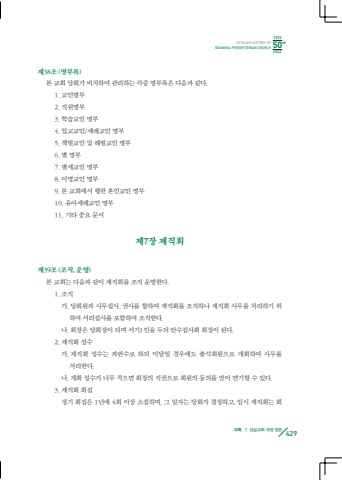 1972
50 YEARS HISTORY OF
SEONGIL PRESBYTERIAN CHURCH
50th
2022
제38조 (명부록)
본 교회 당회가 비치하여 관리하는 각종 명부록은 다음과 같다.
1. 교인명부
2. 직원명부
3. 학습교인 명부
4. 입교교인/세례교인 명부
5. 책벌교인 및 해벌교인 명부
6. 별 명부
7. 별세교인 명부
8. 이명교인 명부
9. 본 교회에서 행한 혼인교인 명부
10. 유아세례교인 명부
11. 기타 중요 문서
제7장 제직회
제39조 (조직, 운영)
본 교회는 다음과 같이 제직회를 조직 운영한다.
1. 조직
가. 당회원과 시무집사, 권사를 합하여 제직회를 조직하나 제직회 사무를 처리하기 위
하여 서리집사를 포함하여 조직한다.
나. 회장은 당회장이 되며 서기1인을 두되 안수집사회 회장이 된다.
2. 제직회 성수
가. 제직회 성수는 과반수로 하되 미달일 경우에도 출석회원으로 개회하여 사무를
처리한다.
나. 개회 성수가 너무 적으면 회장의 직권으로 회원의 동의를 얻어 연기할 수 있다.
3. 제직회 회집
정기 회집은 1년에 4회 이상 소집하며, 그 일자는 당회가 결정하고, 임시 제직회는 회
부록. 7. 성일교회 개정 정관
429